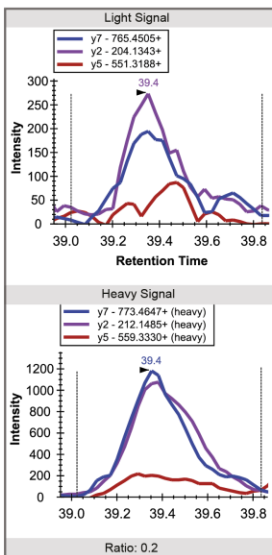 Light Signal
y7 - 765.4505+
y2 - 204.1343+
y5 - 551.3188+
39.4
300
250
200
150
100
50
0
Intensity
39.0 39.2 39.4 39.6 39.8
Retention Time
Heavy Signal
y7 - 773.4647+ (heavy)
y2 - 212.1485+ (heavy)
y5 - 559.3330+ (heavy)
39.4
1200
1000
800
600
400
200
0
Intensity
39.0 39.2 39.4 39.6 39.8
Ratio: 0.2